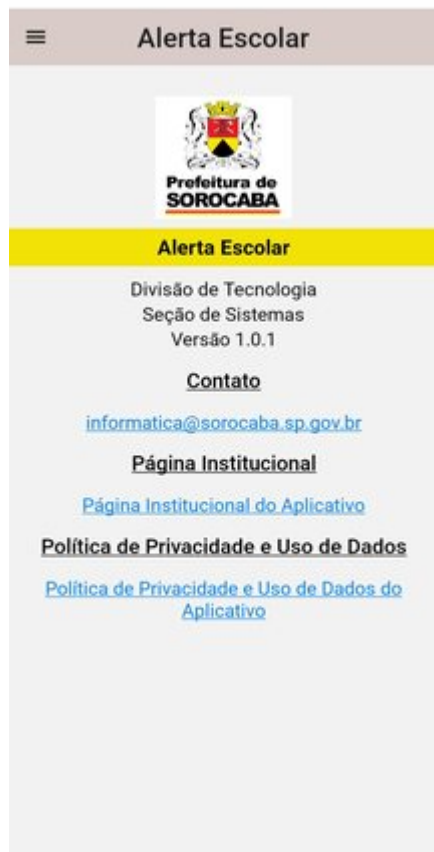 Alerta Escolar
Prefeitura de
SOROCABA
Alerta Escolar
Divisão de Tecnologia
Seção de Sistemas
Versão 1.0.1
Contato
informatica@sorocaba.sp.gov.br
Página Institucional
Página Institucional do Aplicativo
Política de Privacidade e Uso de Dados
Política de Privacidade e Uso de Dados do
Aplicativo